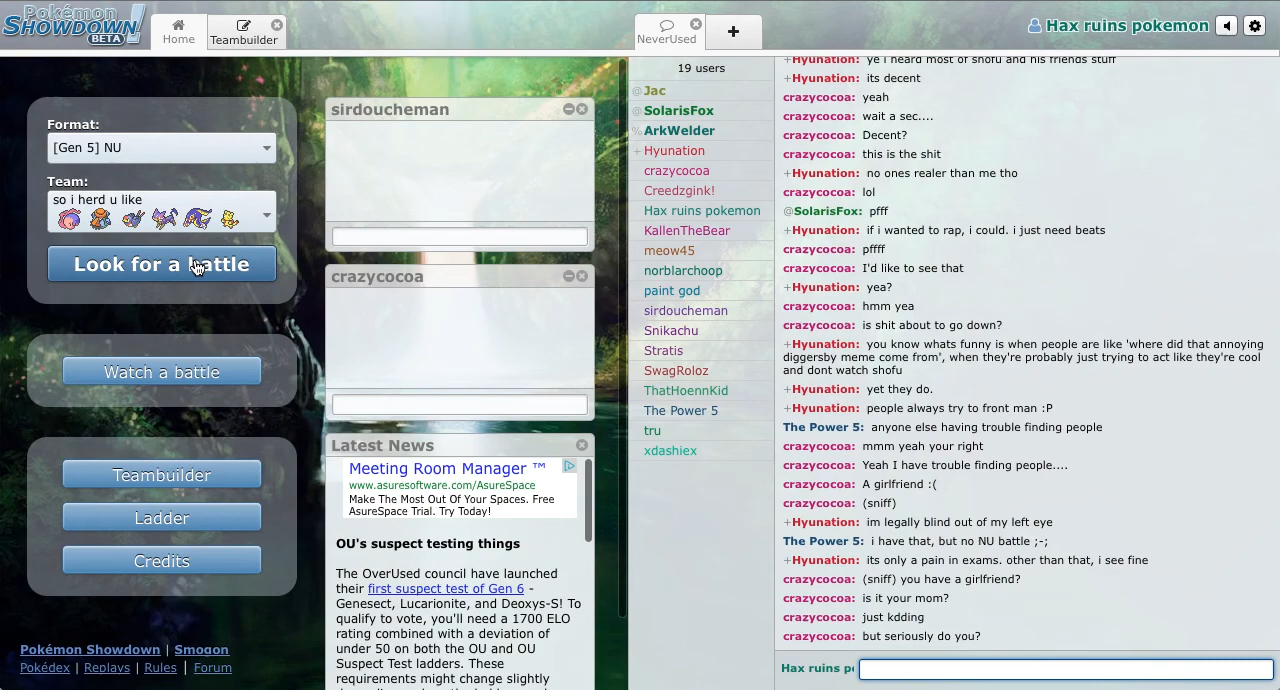 Pokémon
SHOWDOWN!
BETA
Home
Teambuilder
NeverUsed
+
Hax ruins pokemon
Format:
[Gen 5] NU
Team:
so i herd u like
Look for a battle
Watch a battle
Teambuilder
Ladder
Credits
Pokémon Showdown | Smogon
Pokédex | Replays | Rules | Forum
sirdoucheman
crazycocoa
Latest News
Meeting Room Manager ™
www.asuresoftware.com/AsureSpace
Make The Most Out Of Your Spaces. Free
AsureSpace Trial. Try Today!
OU's suspect testing things
The OverUsed council have launched
their first suspect test of Gen 6 -
Genesect, Lucarionite, and Deoxys-S! To
qualify to vote, you'll need a 1700 ELO
rating combined with a deviation of
under 50 on both the OU and OU
Suspect Test ladders. These
requirements might change slightly
19 users
@Jac
@SolarisFox
%ArkWelder
+Hyunation
crazycocoa
Creedzgink!
Hax ruins pokemon
KallenTheBear
meow45
norblarchoop
paint god
sirdoucheman
Snikachu
Stratis
SwagRoloz
ThatHoennKid
The Power 5
tru
xdashiex
+Hyunation: ye i heard most of shofu and his friends stuff
+Hyunation: its decent
crazycocoa: yeah
crazycocoa: wait a sec....
crazycocoa: Decent?
crazycocoa: this is the shit
+Hyunation: no ones realer than me tho
crazycocoa: lol
@SolarisFox: pfff
+Hyunation: if i wanted to rap, i could. i just need beats
crazycocoa: pffff
crazycocoa: I'd like to see that
+Hyunation: yea?
crazycocoa: hmm yea
crazycocoa: is shit about to go down?
+Hyunation: you know whats funny is when people are like 'where did that annoying
diggersby meme come from', when they're probably just trying to act like they're cool
and dont watch shofu
+Hyunation: yet they do.
+Hyunation: people always try to front man :P
The Power 5: anyone else having trouble finding people
crazycocoa: mmm yeah your right
crazycocoa: Yeah I have trouble finding people....
crazycocoa: A girlfriend :(
crazycocoa: (sniff)
+Hyunation: im legally blind out of my left eye
The Power 5: i have that, but no NU battle ;-;
+Hyunation: its only a pain in exams. other than that, i see fine
crazycocoa: (sniff) you have a girlfriend?
crazycocoa: is it your mom?
crazycocoa: just kdding
crazycocoa: but seriously do you?
Hax ruins p